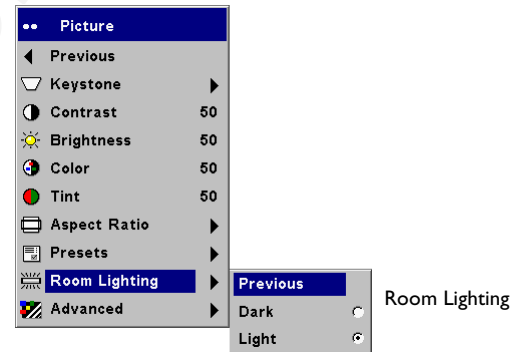 Picture
Previous
Keystone
Contrast 50
Brightness 50
Color 50
Tint 50
Aspect Ratio
Presets
Room Lighting
Advanced
Previous
Dark
Light
Room Lighting